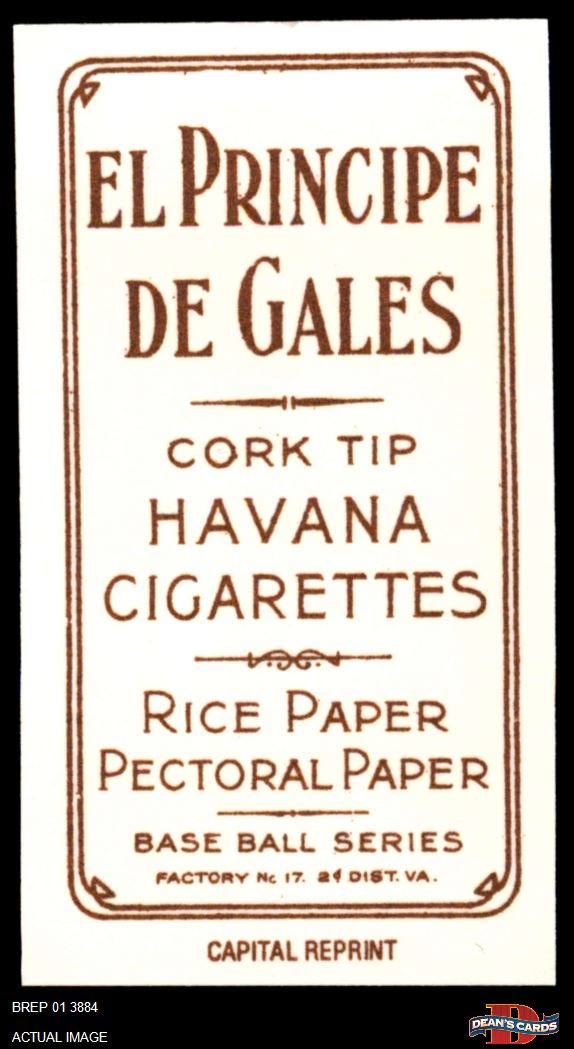 EL PRINCIPE
DE GALES
CORK TIP
HAVANA
CIGARETTES
RICE PAPER
PECTORAL PAPER
BASE BALL SERIES
FACTORY No 17. 2d DIST. VA.
CAPITAL REPRINT
BREP 01 3884
ACTUAL IMAGE
D
DEAN'S CARDS